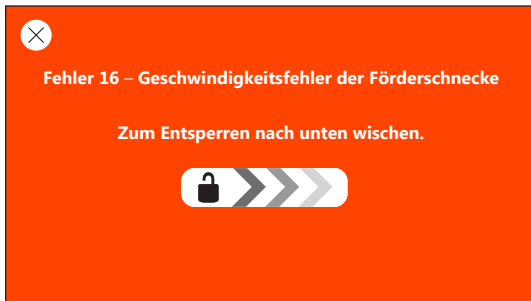 Fehler 16 – Geschwindigkeitsfehler der Förderschnecke
Zum Entsperren nach unten wischen.